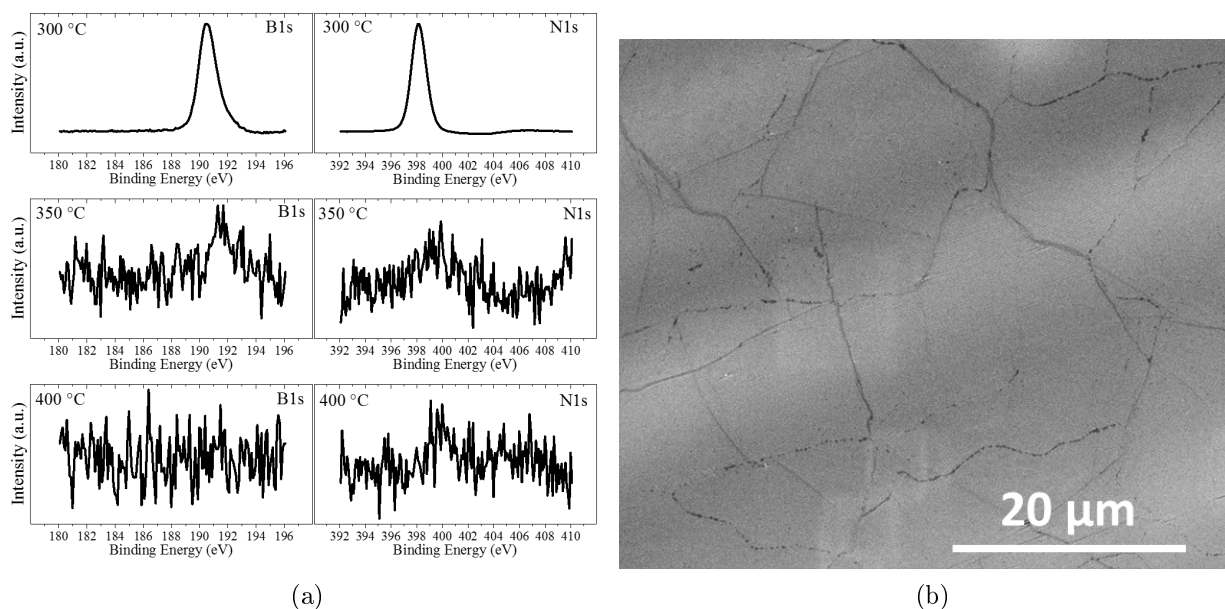 300 °C B1s
300 °C N1s
Intensity (a.u.)
180 182 184 186 188 190 192 194 196
392 394 396 398 400 402 404 406 408 410
Binding Energy (eV)
Binding Energy (eV)
350 °C B1s
350 °C N1s
Intensity (a.u.)
180 182 184 186 188 190 192 194 196
392 394 396 398 400 402 404 406 408 410
Binding Energy (eV)
Binding Energy (eV)
400 °C B1s
400 °C N1s
Intensity (a.u.)
180 182 184 186 188 190 192 194 196
392 394 396 398 400 402 404 406 408 410
Binding Energy (eV)
Binding Energy (eV)
20 µm
(a)
(b)